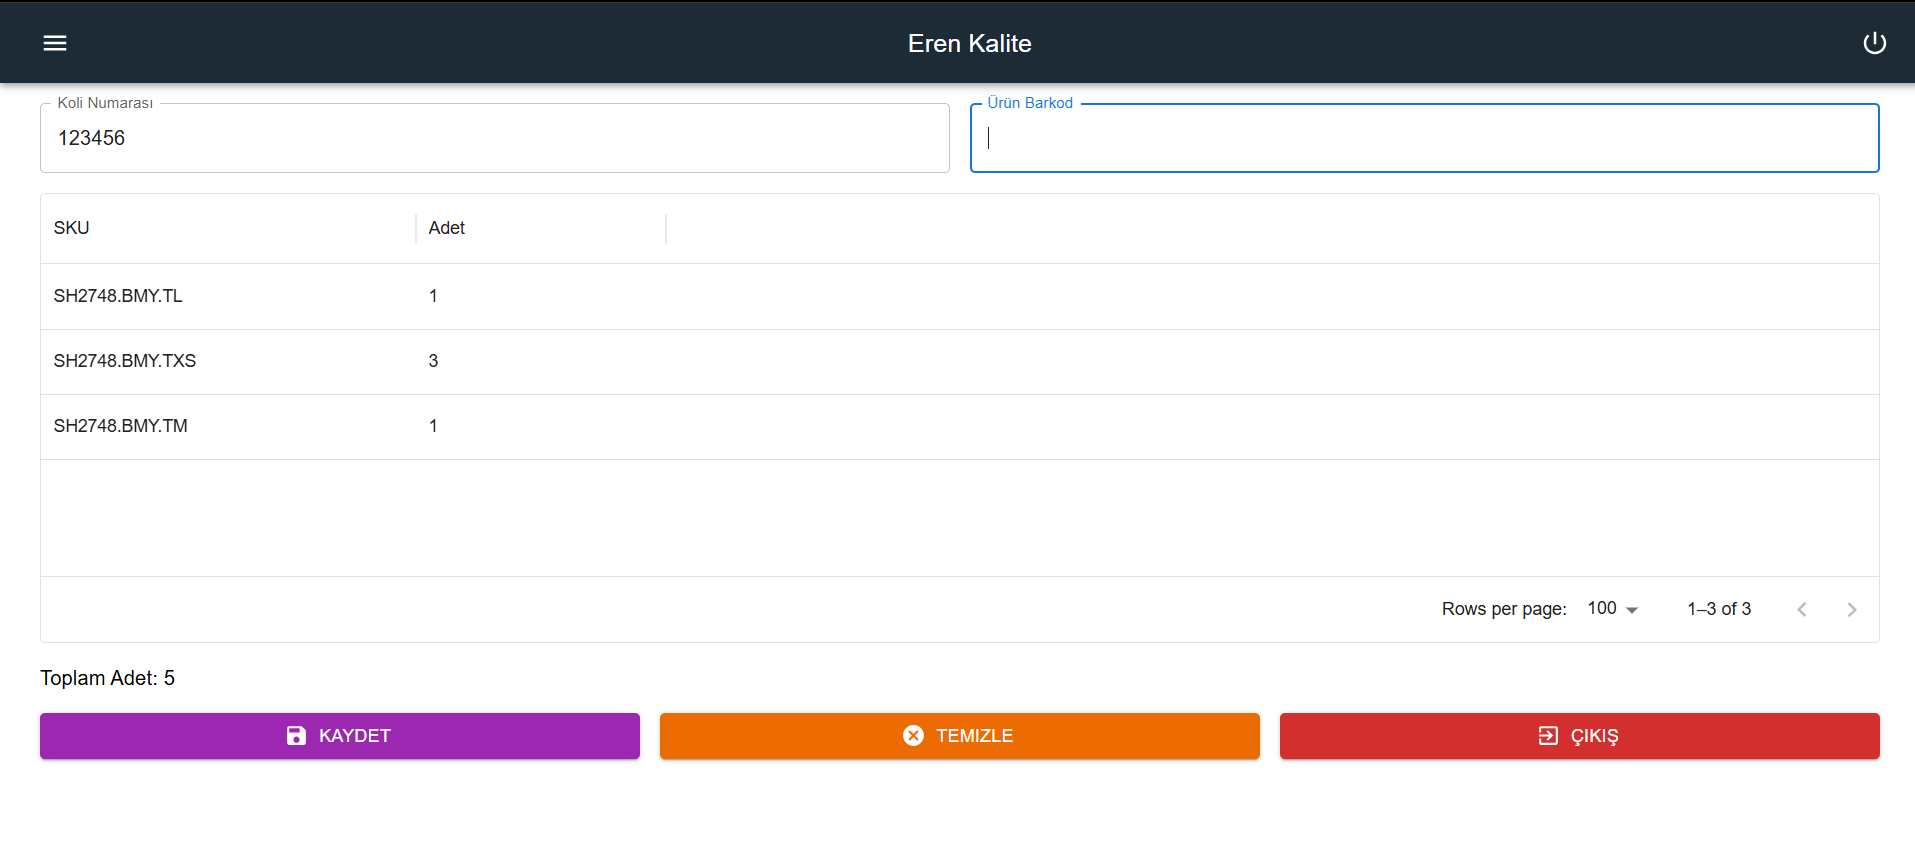 Eren Kalite
Koli Numarası
123456
Ürün Barkod
SKU Adet
SH2748.BMY.TL 1
SH2748.BMY.TXS 3
SH2748.BMY.TM 1
Rows per page: 100 1–3 of 3
Toplam Adet: 5
KAYDET
TEMIZLE
ÇIKIŞ